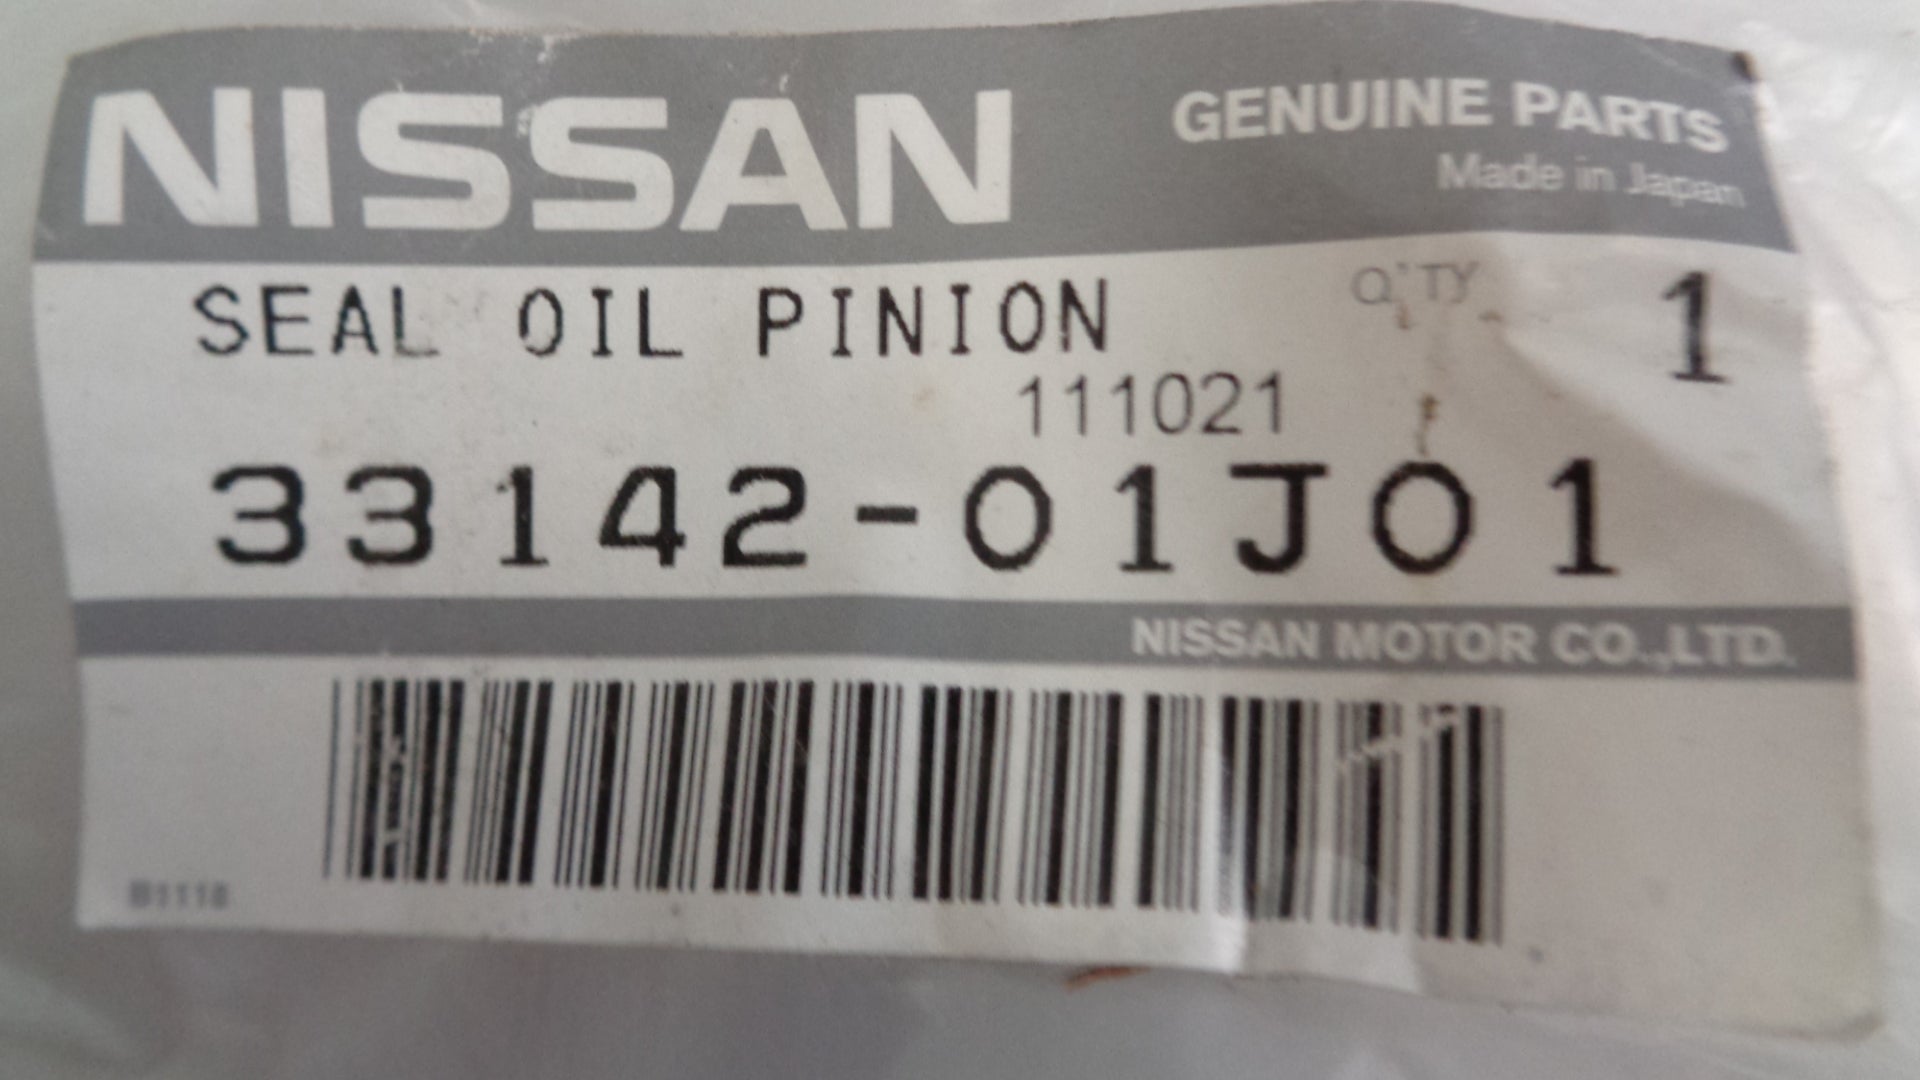 NISSAN GENUINE PARTS
Made in Japan
SEAL OIL PINION Q'TY 1
111021
33142-01J01
NISSAN MOTOR CO.,LTD.